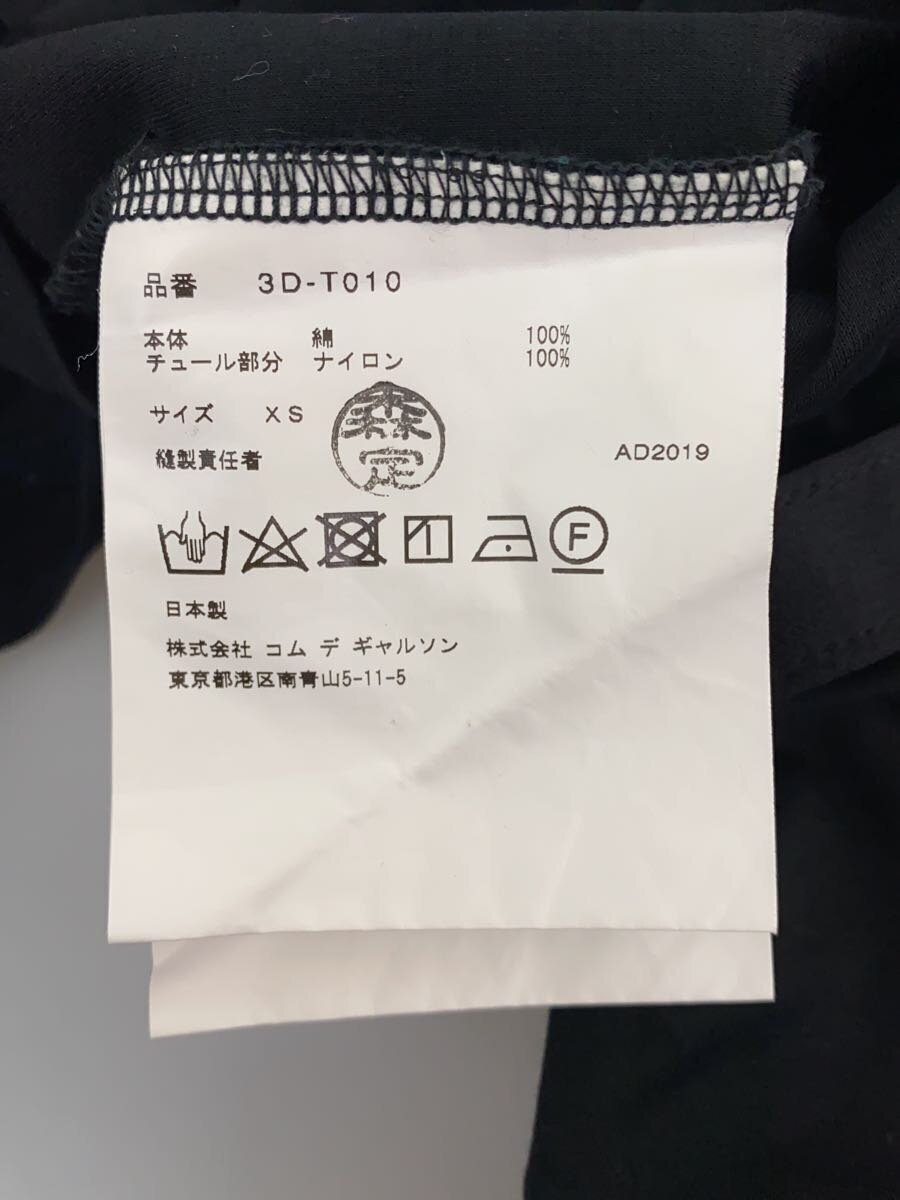 品番 3D-T010
本体 綿 100%
チュール部分 ナイロン 100%
サイズ XS
森定
縫製責任者 AD2019
F
日本製
株式会社 コム デ ギャルソン
東京都港区南青山5-11-5